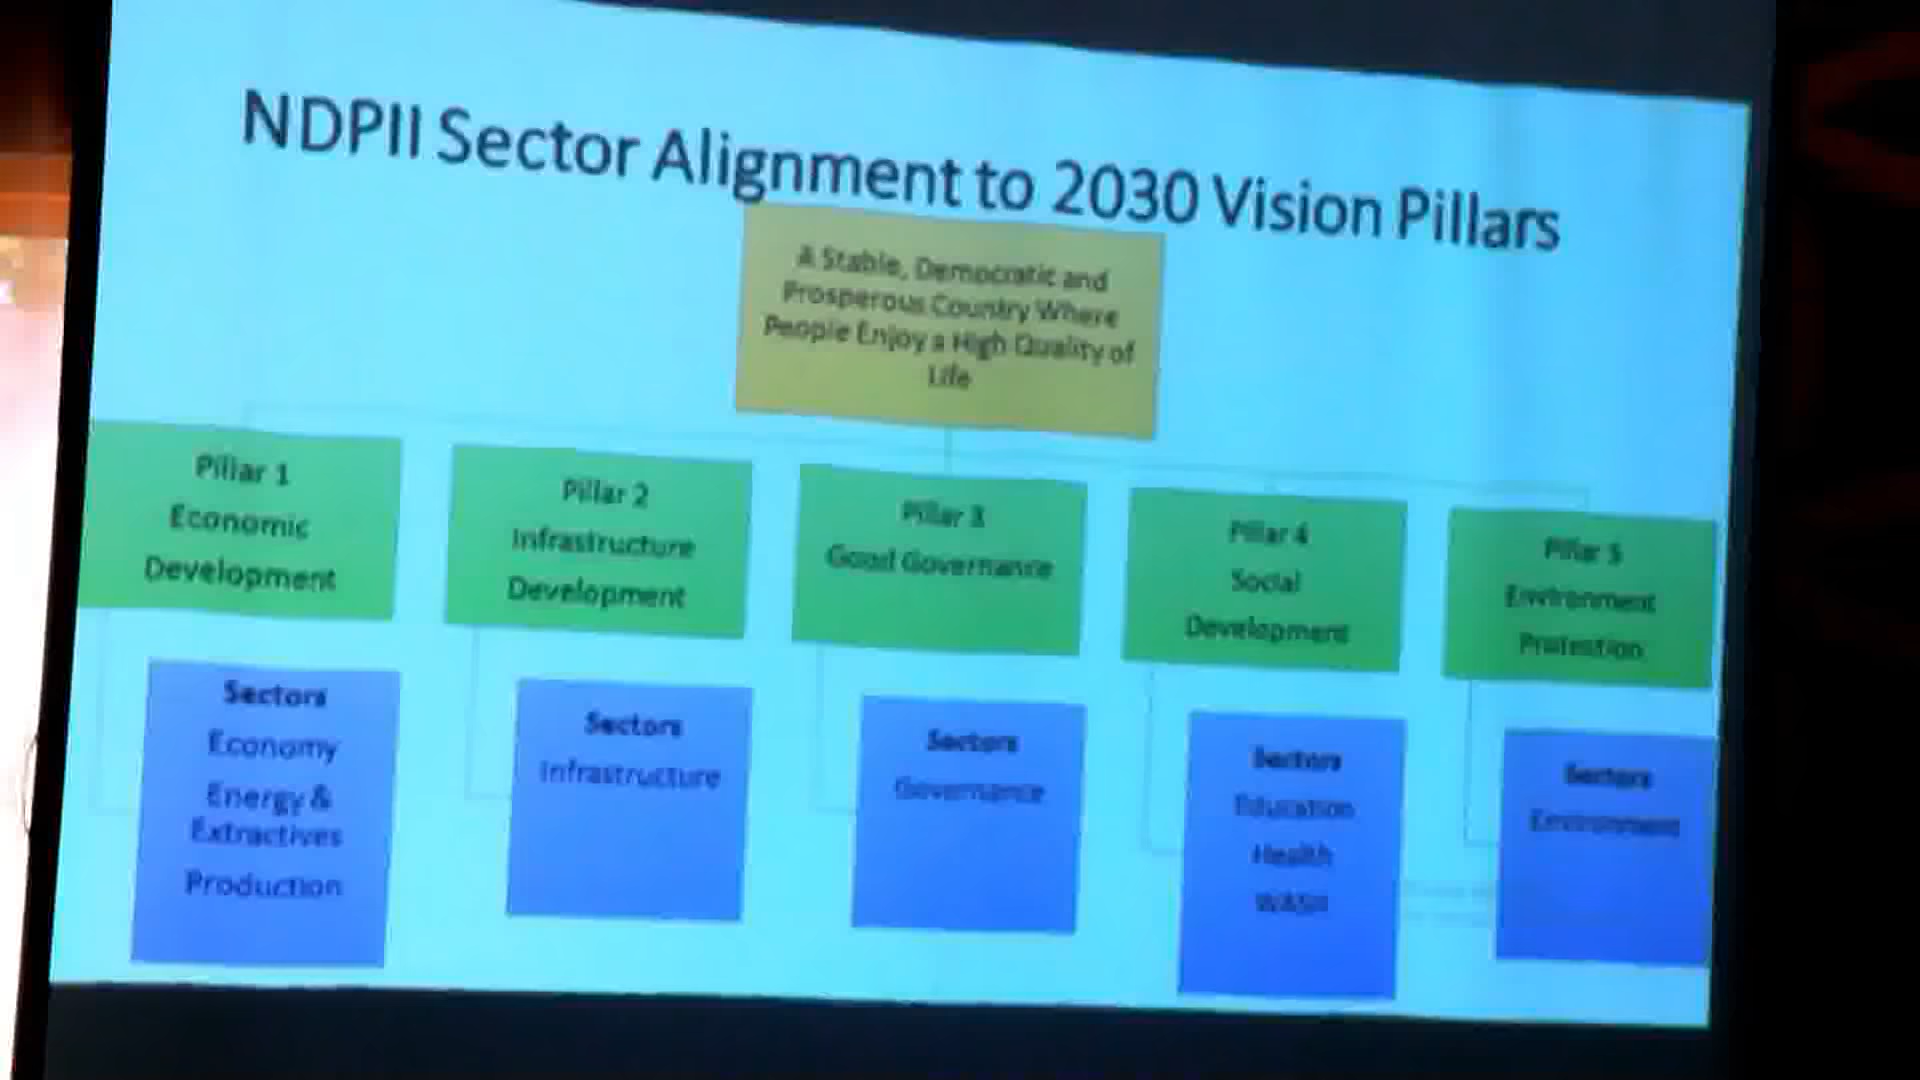 NDPII Sector Alignment to 2030 Vision Pillars
A Stable, Democratic and
Prosperous Country Where
People Enjoy a High Quality of
Life
Pillar 1
Economic
Development
Pillar 2
Infrastructure
Development
Pillar 3
Good Governance
Pillar 4
Social
Development
Pillar 5
Environment
Protection
Sectors
Economy
Energy &
Extractives
Production
Sectors
Infrastructure
Sectors
Governance
Sectors
Education
Health
WASH
Sectors
Environment